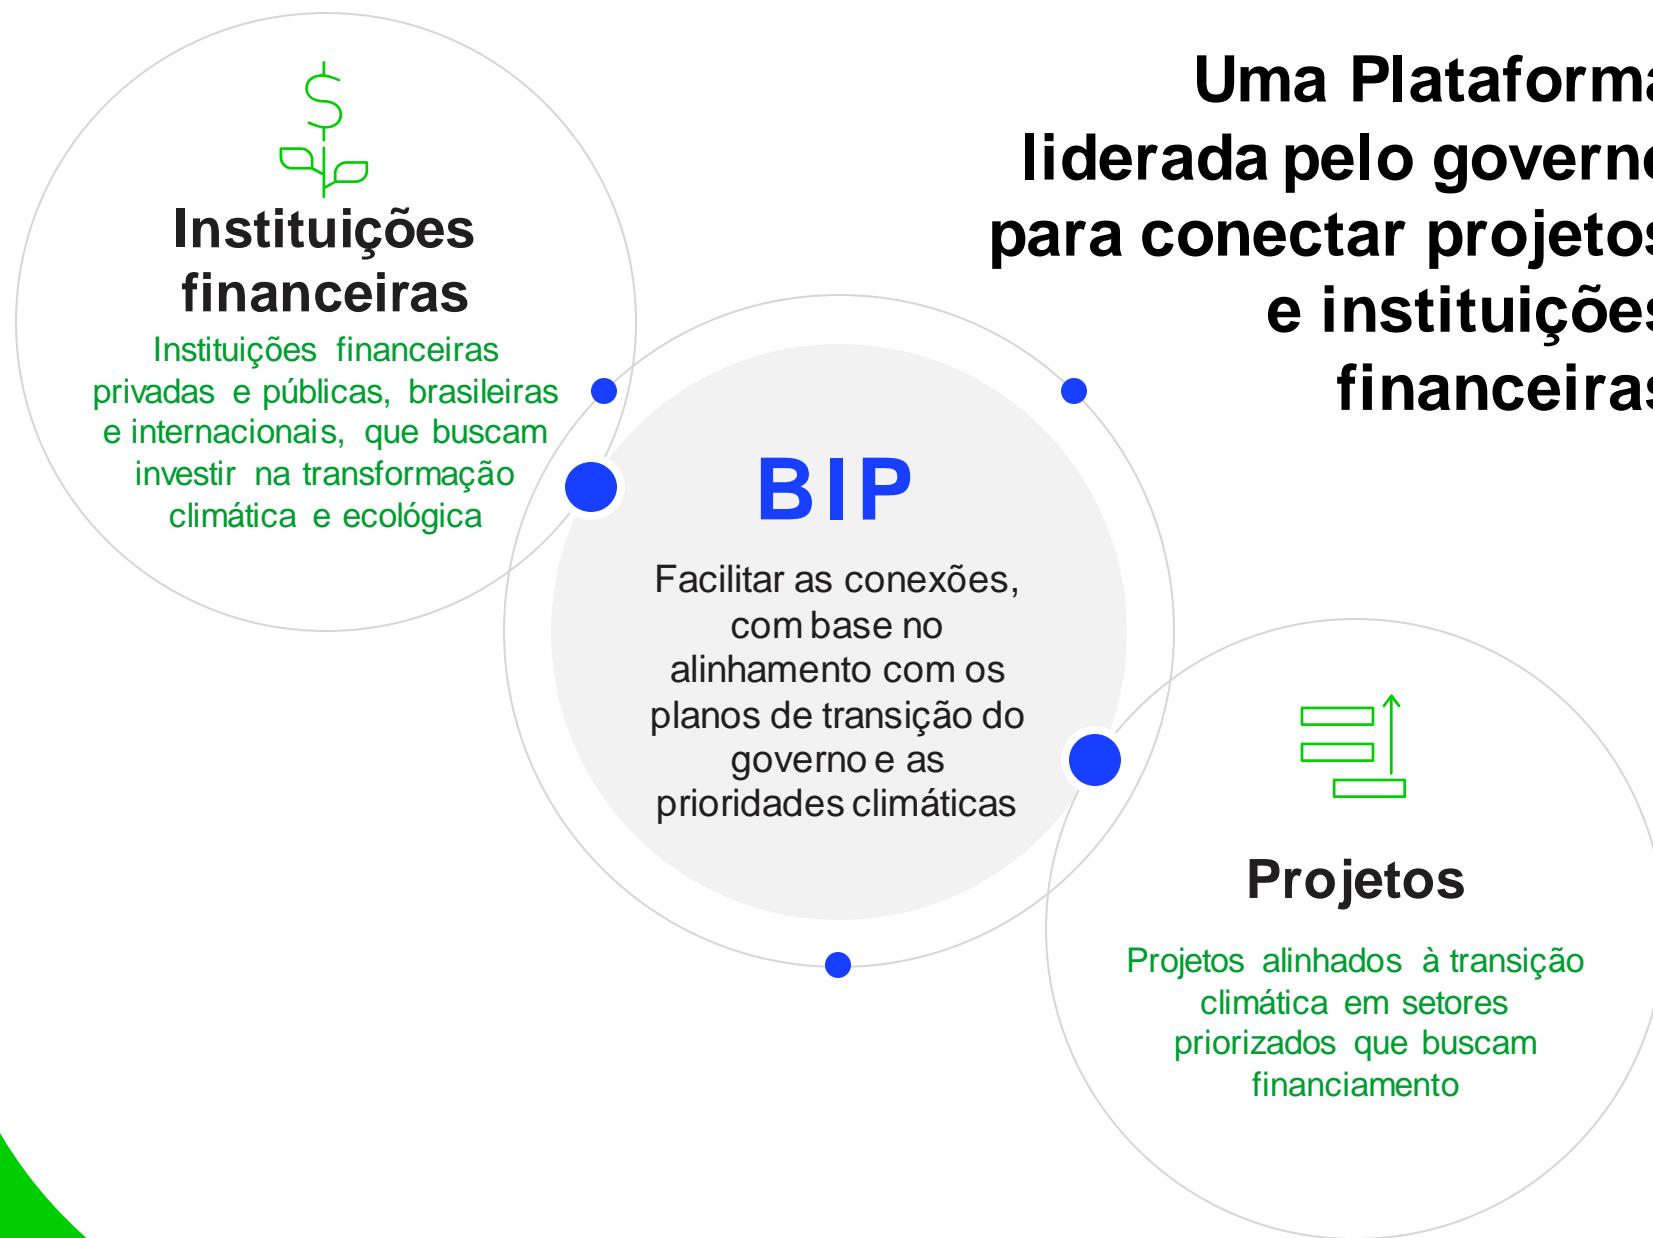 Uma Plataforma
liderada pelo governo
para conectar projetos
e instituições
financeiras
Instituições
financeiras
Instituições financeiras
privadas e públicas, brasileiras
e internacionais, que buscam
investir na transformação
climática e ecológica
BIP
Facilitar as conexões,
com base no
alinhamento com os
planos de transição do
governo e as
prioridades climáticas
Projetos
Projetos alinhados à transição
climática em setores
priorizados que buscam
financiamento